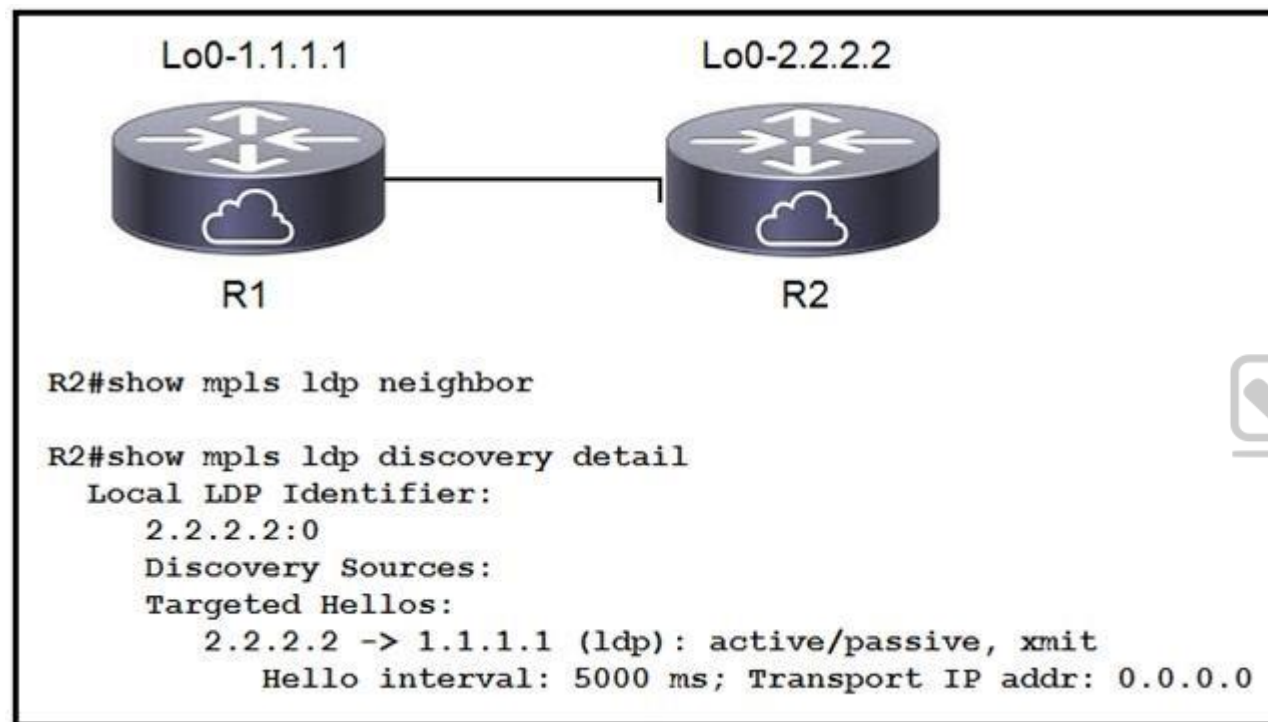 Lo0-1.1.1.1 Lo0-2.2.2.2
R1 R2
R2#show mpls ldp neighbor
R2#show mpls ldp discovery detail
Local LDP Identifier:
2.2.2.2:0
Discovery Sources:
Targeted Hellos:
2.2.2.2 -> 1.1.1.1 (ldp): active/passive, xmit
Hello interval: 5000 ms; Transport IP addr: 0.0.0.0